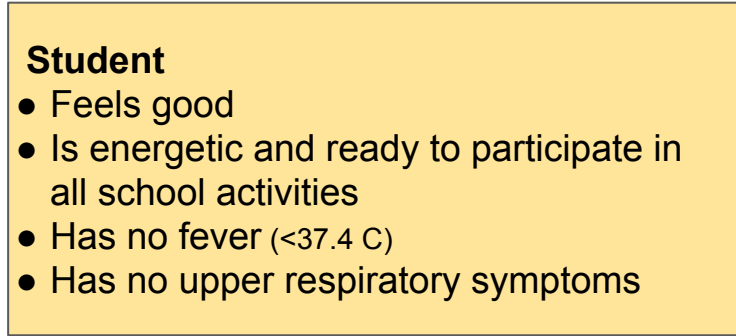 Student
● Feels good
● Is energetic and ready to participate in
all school activities
● Has no fever (<37.4 C)
● Has no upper respiratory symptoms